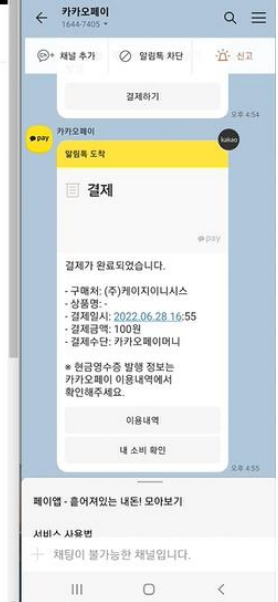 카카오페이
1644-7405
채널 추가
알림톡 차단
신고
결제하기
오후 4:54
pay
카카오페이
kakao
알림톡 도착
결제
pay
결제가 완료되었습니다.
- 구매처: (주)케이지이니시스
- 상품명: -
- 결제일시: 2022.06.28 16:55
- 결제금액: 100원
- 결제수단: 카카오페이머니
※ 현금영수증 발행 정보는
카카오페이 이용내역에서
확인해주세요.
이용내역
내 소비 확인
오후 4:55
페이앱 - 흩어져있는 내돈! 모아보기
서비스 사용법
채팅이 불가능한 채널입니다.